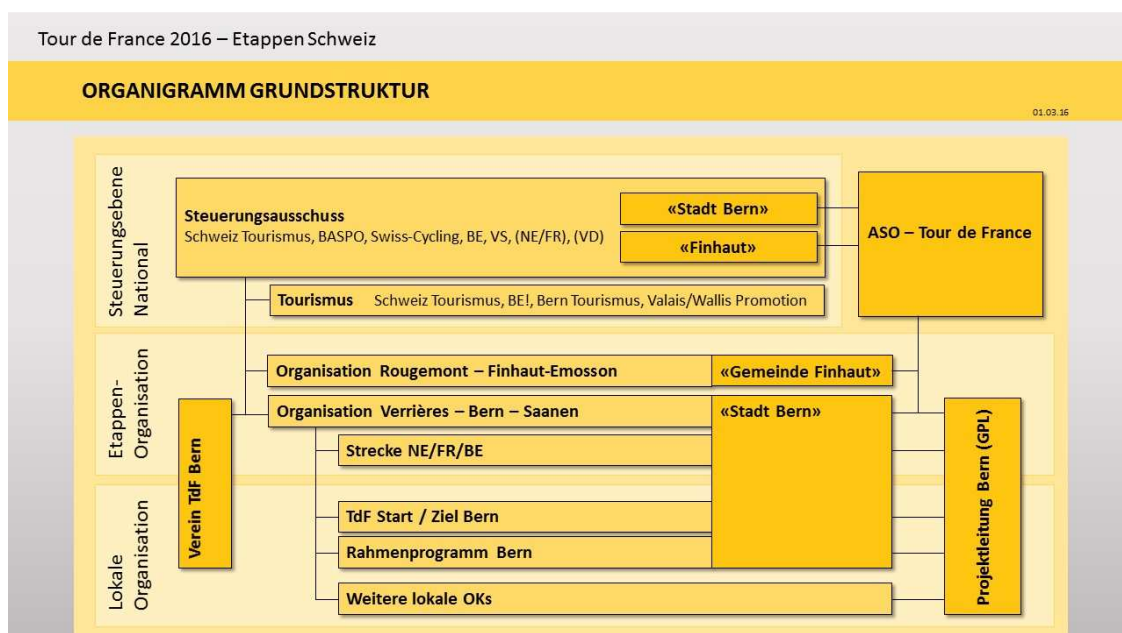 Tour de France 2016 – Etappen Schweiz
ORGANIGRAMM GRUNDSTRUKTUR
01.03.16
Steuerungsebene
National
Steuerungsausschuss
Schweiz Tourismus, BASPO, Swiss-Cycling, BE, VS, (NE/FR), (VD)
«Stadt Bern»
«Finhaut»
ASO – Tour de France
Tourismus Schweiz Tourismus, BE!, Bern Tourismus, Valais/Wallis Promotion
Etappen-
Organisation
Organisation Rougemont – Finhaut-Emosson
«Gemeinde Finhaut»
Organisation Verrières – Bern – Saanen
«Stadt Bern»
Strecke NE/FR/BE
Verein TdF Bern
Projektleitung Bern (GPL)
Lokale
Organisation
TdF Start / Ziel Bern
Rahmenprogramm Bern
Weitere lokale OKs